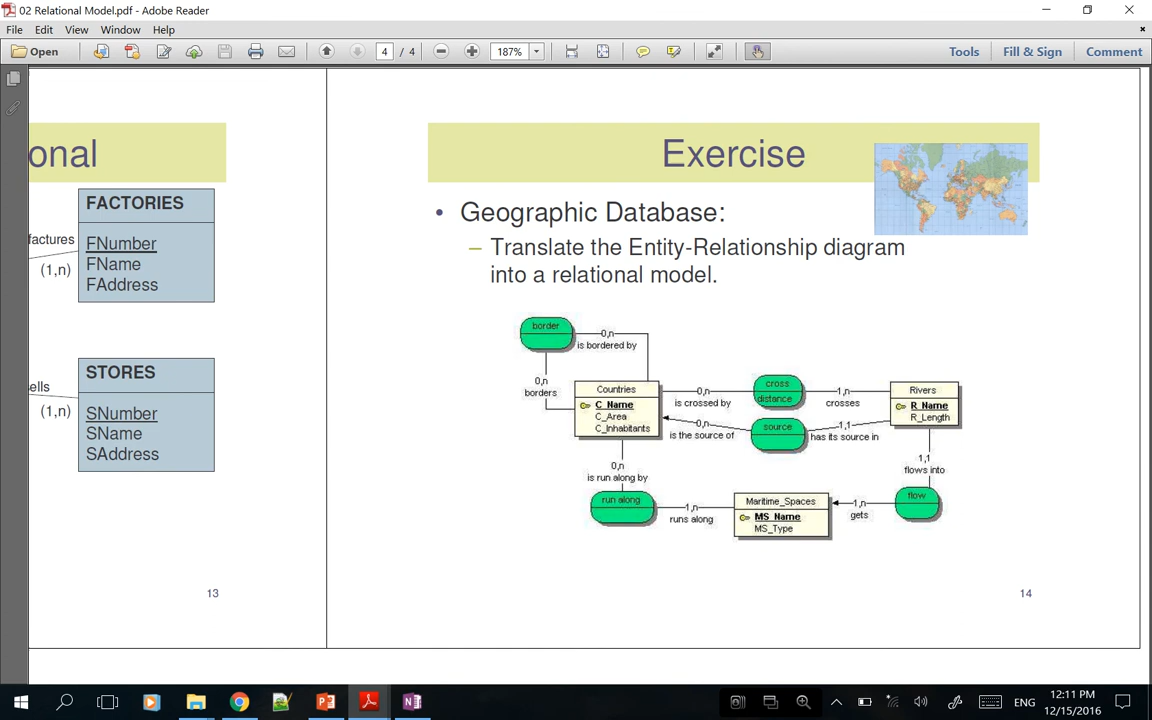 02 Relational Model.pdf - Adobe Reader
File Edit View Window Help
Open 4 / 4 187% Tools Fill & Sign Comment
onal
FACTORIES
factures
(1,n)
FNumber
FName
FAddress
STORES
ells
(1,n)
SNumber
SName
SAddress
13
Exercise
• Geographic Database:
– Translate the Entity-Relationship diagram
into a relational model.
border
0,n
is bordered by
0,n
borders
Countries
C_Name
C_Area
C_Inhabitants
0,n
is crossed by
cross
distance
1,n
crosses
Rivers
R_Name
R_Length
0,n
is the source of
source
1,1
has its source in
0,n
is run along by
1,1
flows into
run along
1,n
runs along
Maritime_Spaces
MS_Name
MS_Type
1,n
gets
flow
14
ENG
12:11 PM
12/15/2016